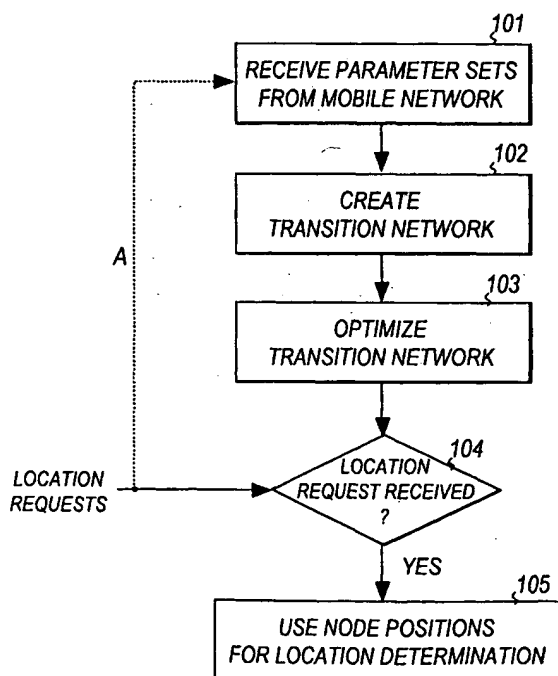 101
RECEIVE PARAMETER SETS
FROM MOBILE NETWORK
102
CREATE
TRANSITION NETWORK
A
103
OPTIMIZE
TRANSITION NETWORK
104
LOCATION
REQUEST RECEIVED
?
LOCATION
REQUESTS
YES
105
USE NODE POSITIONS
FOR LOCATION DETERMINATION